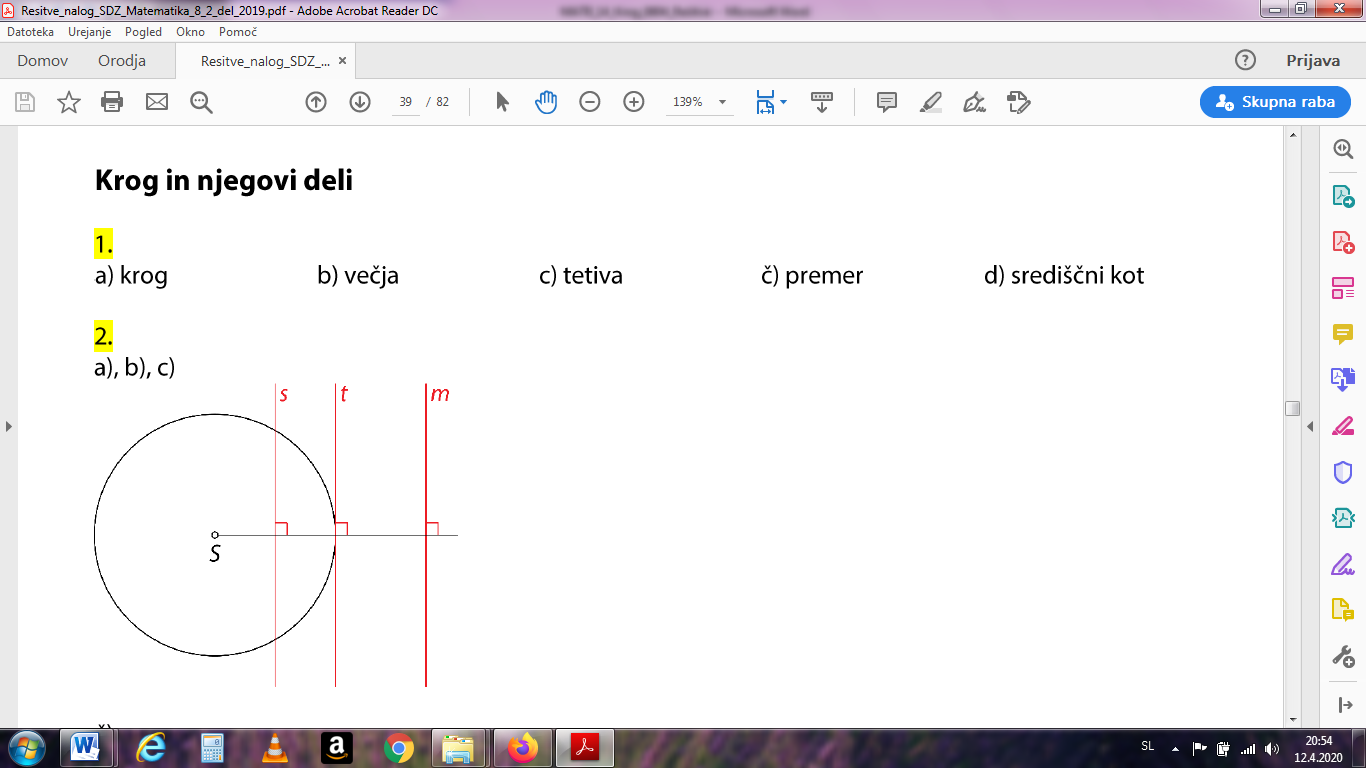 Resitve_nalog_SDZ_Matematika_8_2_del_2019.pdf - Adobe Acrobat Reader DC
Datoteka Urejanje Pogled Okno Pomoč
Domov Orodja Resitve_nalog_SDZ_... × Prijava
39 / 82 139% Skupna raba
Krog in njegovi deli
1.
a) krog b) večja c) tetiva č) premer d) središčni kot
2.
a), b), c)
s t m
S
SL 20:54
12.4.2020